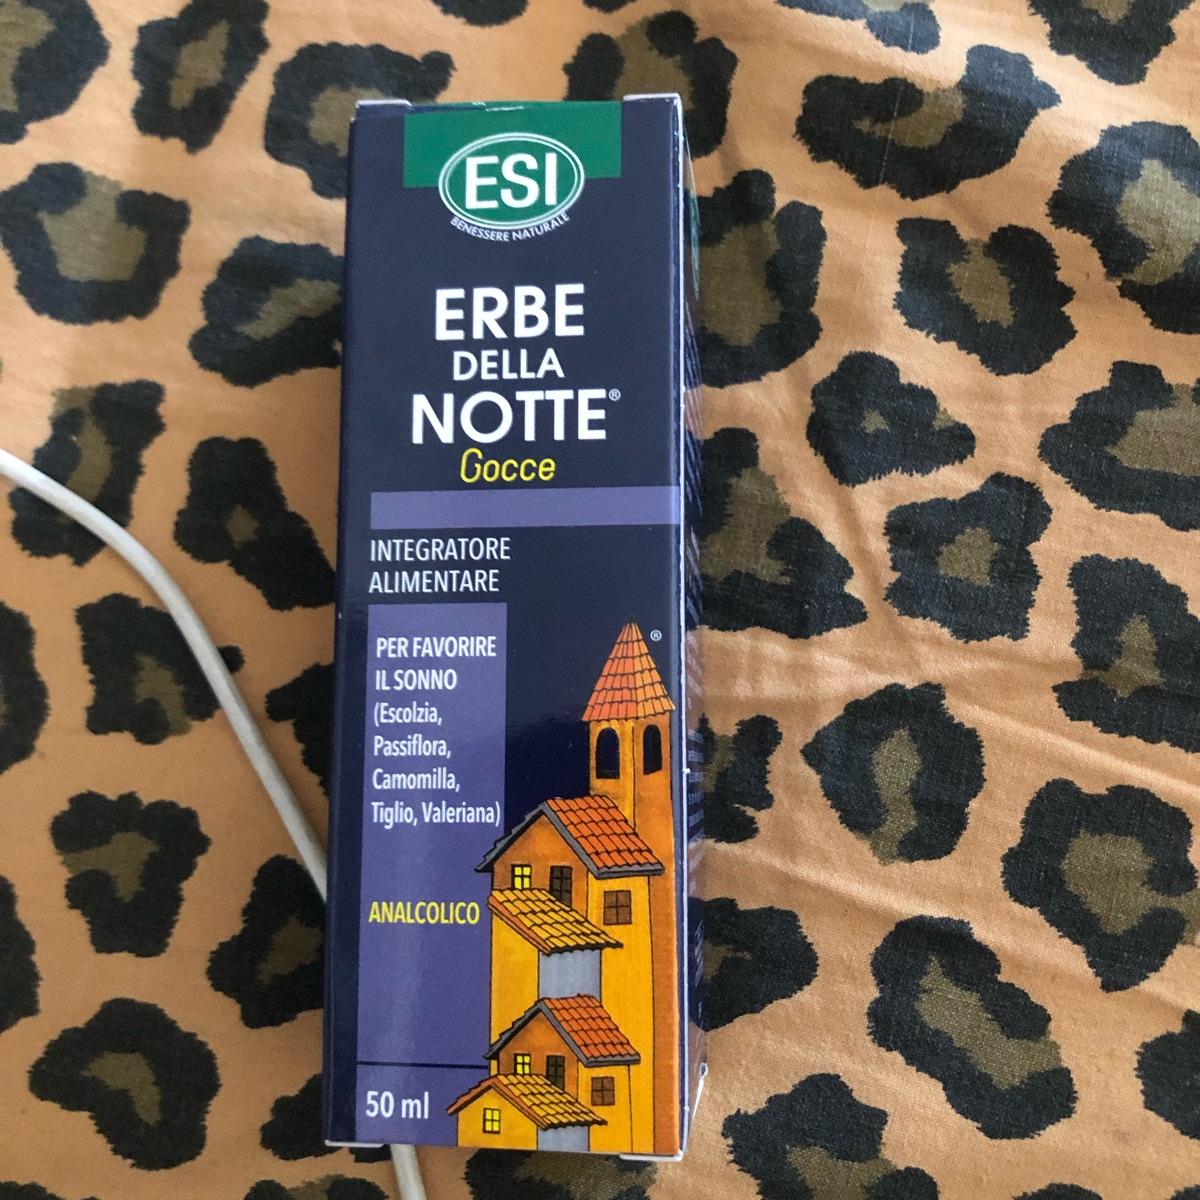 ESI
BENESSERE NATURALE
ERBE
DELLA
NOTTE®
Gocce
INTEGRATORE
ALIMENTARE
PER FAVORIRE
IL SONNO
(Escolzia,
Passiflora,
Camomilla,
Tiglio, Valeriana)
®
ANALCOLICO
50 ml